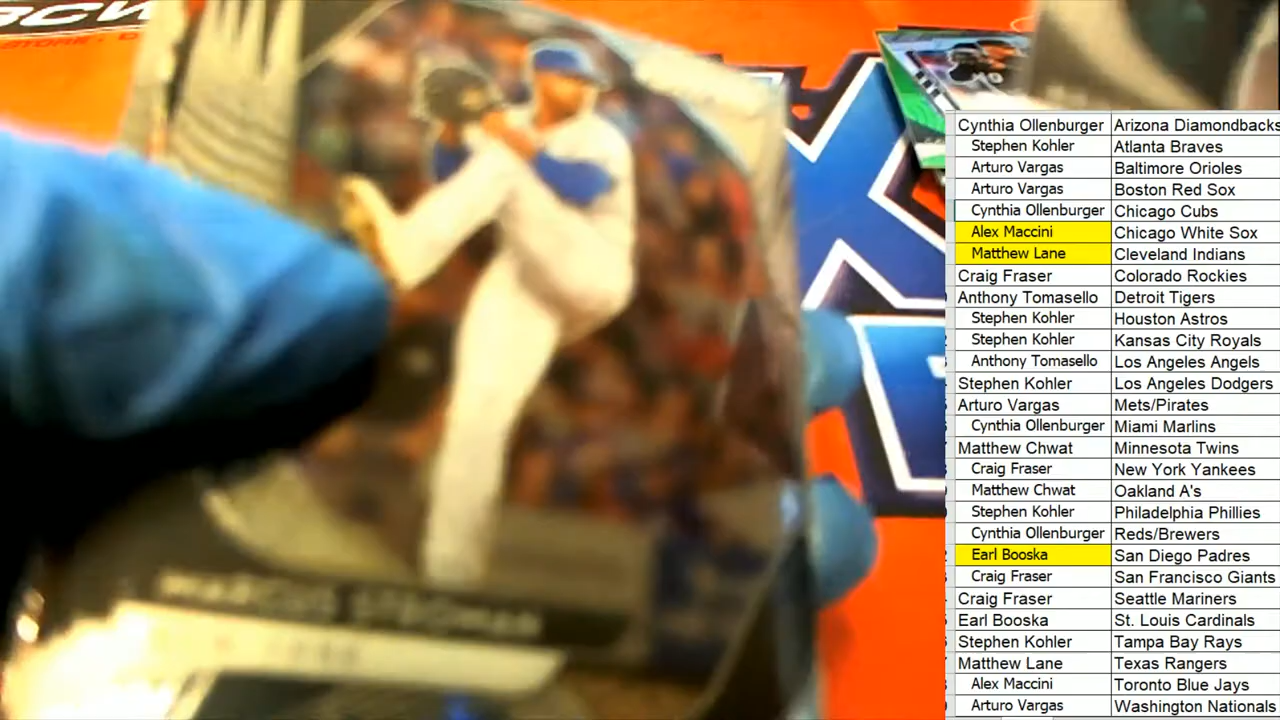 Cynthia Ollenburger Arizona Diamondbacks
Stephen Kohler Atlanta Braves
Arturo Vargas Baltimore Orioles
Arturo Vargas Boston Red Sox
Cynthia Ollenburger Chicago Cubs
Alex Maccini Chicago White Sox
Matthew Lane Cleveland Indians
Craig Fraser Colorado Rockies
Anthony Tomasello Detroit Tigers
Stephen Kohler Houston Astros
Stephen Kohler Kansas City Royals
Anthony Tomasello Los Angeles Angels
Stephen Kohler Los Angeles Dodgers
Arturo Vargas Mets/Pirates
Cynthia Ollenburger Miami Marlins
Matthew Chwat Minnesota Twins
Craig Fraser New York Yankees
Matthew Chwat Oakland A's
Stephen Kohler Philadelphia Phillies
Cynthia Ollenburger Reds/Brewers
Earl Booska San Diego Padres
Craig Fraser San Francisco Giants
Craig Fraser Seattle Mariners
Earl Booska St. Louis Cardinals
Stephen Kohler Tampa Bay Rays
Matthew Lane Texas Rangers
Alex Maccini Toronto Blue Jays
Arturo Vargas Washington Nationals